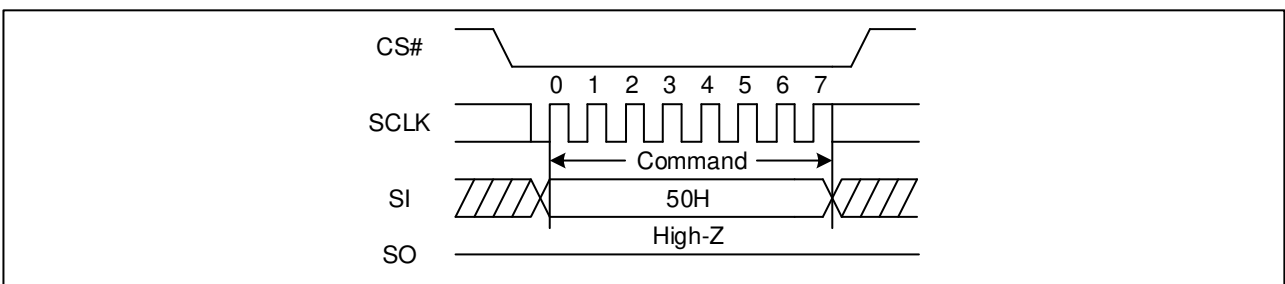 CS#
0 1 2 3 4 5 6 7
SCLK
Command
SI
50H
High-Z
SO